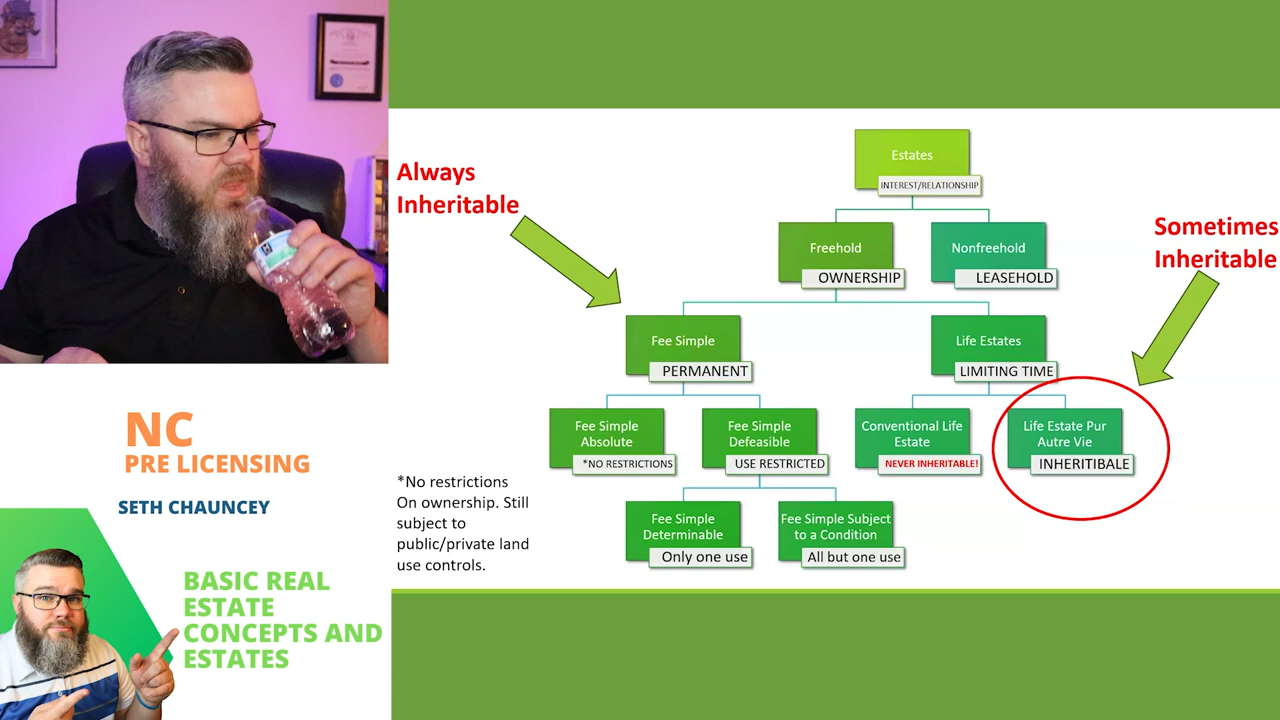 NC
PRE LICENSING
SETH CHAUNCEY
BASIC REAL
ESTATE
CONCEPTS AND
ESTATES
Always
Inheritable
Sometimes
Inheritable
Estates
INTEREST/RELATIONSHIP
Freehold
OWNERSHIP
Nonfreehold
LEASEHOLD
Fee Simple
PERMANENT
Life Estates
LIMITING TIME
Fee Simple
Absolute
*NO RESTRICTIONS
Fee Simple
Defeasible
USE RESTRICTED
Conventional Life
Estate
NEVER INHERITABLE!
Life Estate Pur
Autre Vie
INHERITIBALE
Fee Simple
Determinable
Only one use
Fee Simple Subject
to a Condition
All but one use
*No restrictions
On ownership. Still
subject to
public/private land
use controls.